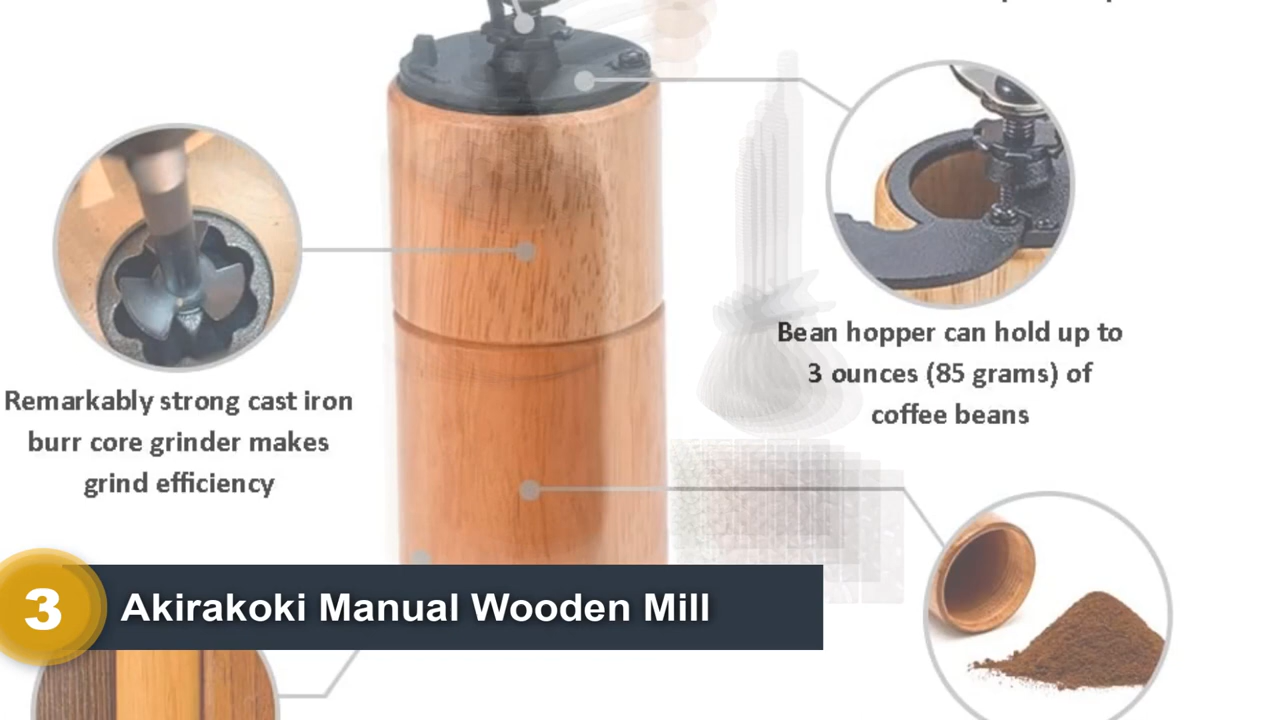 Bean hopper can hold up to
3 ounces (85 grams) of
coffee beans
Remarkably strong cast iron
burr core grinder makes
grind efficiency
3
Akirakoki Manual Wooden Mill